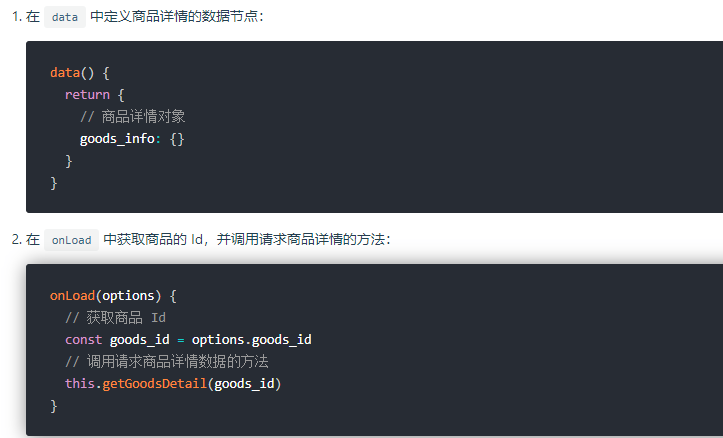 1. 在 data 中定义商品详情的数据节点：
data() {
  return {
    // 商品详情对象
    goods_info: {}
  }
}
2. 在 onLoad 中获取商品的 Id，并调用请求商品详情的方法：
onLoad(options) {
  // 获取商品 Id
  const goods_id = options.goods_id
  // 调用请求商品详情数据的方法
  this.getGoodsDetail(goods_id)
}